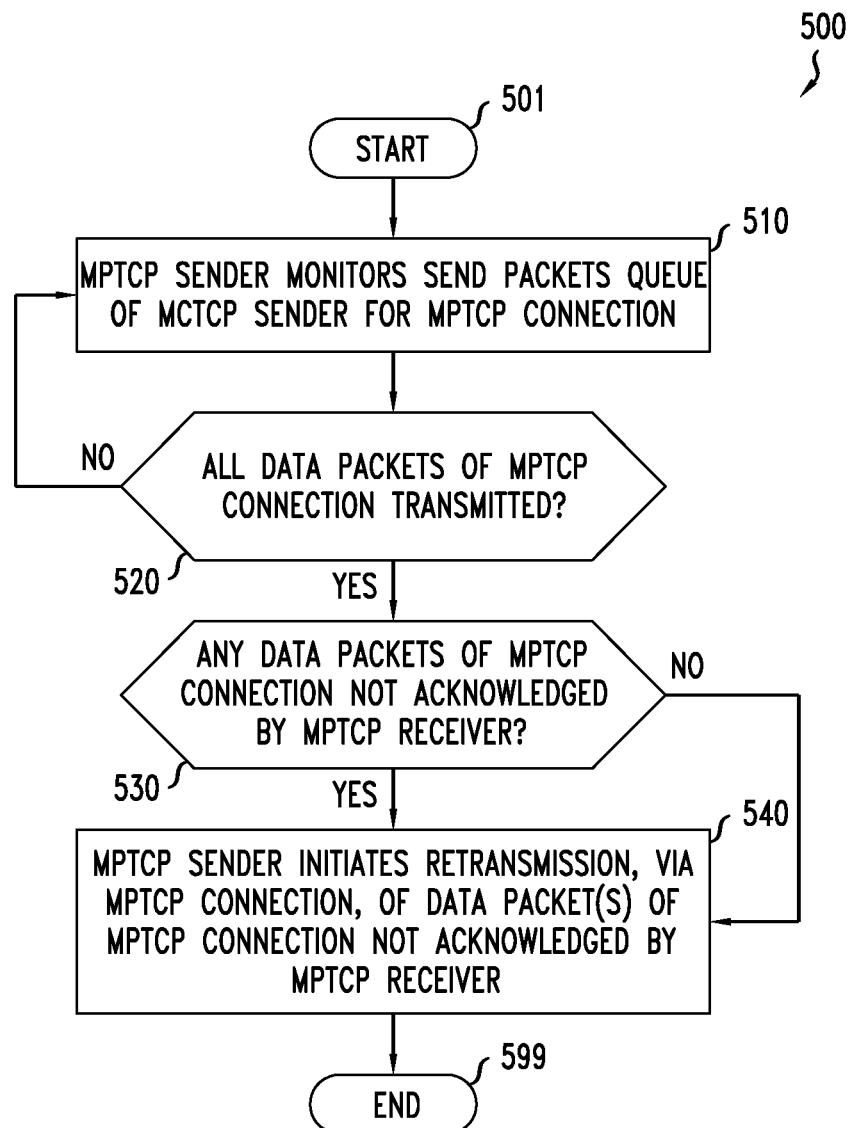 500
501
START
510
MPTCP SENDER MONITORS SEND PACKETS QUEUE
OF MCTCP SENDER FOR MPTCP CONNECTION
NO
ALL DATA PACKETS OF MPTCP
CONNECTION TRANSMITTED?
520
YES
ANY DATA PACKETS OF MPTCP
CONNECTION NOT ACKNOWLEDGED
BY MPTCP RECEIVER?
NO
530
YES
540
MPTCP SENDER INITIATES RETRANSMISSION, VIA
MPTCP CONNECTION, OF DATA PACKET(S) OF
MPTCP CONNECTION NOT ACKNOWLEDGED BY
MPTCP RECEIVER
599
END